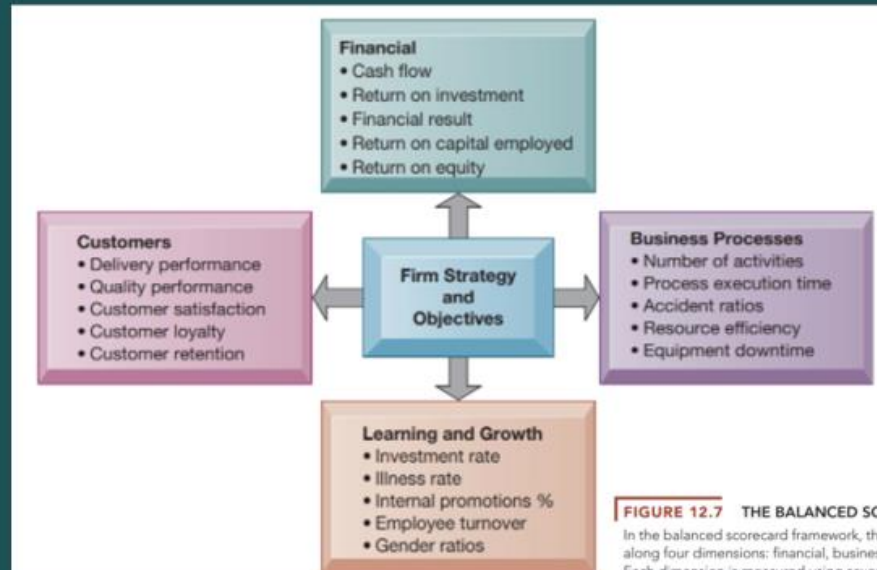 Financial
• Cash flow
• Return on investment
• Financial result
• Return on capital employed
• Return on equity
Customers
• Delivery performance
• Quality performance
• Customer satisfaction
• Customer loyalty
• Customer retention
Firm Strategy
and
Objectives
Business Processes
• Number of activities
• Process execution time
• Accident ratios
• Resource efficiency
• Equipment downtime
Learning and Growth
• Investment rate
• Illness rate
• Internal promotions %
• Employee turnover
• Gender ratios
FIGURE 12.7 THE BALANCED SC
In the balanced scorecard framework, th
along four dimensions: financial, busines